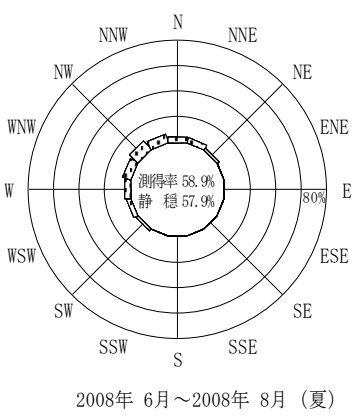 N
NNW NNE
NW NE
WNW ENE
測得率 58.9%
W 静 穏 57.9% 80% E
WSW ESE
SW SE
SSW SSE
S
2008年 6月～2008年 8月 (夏)